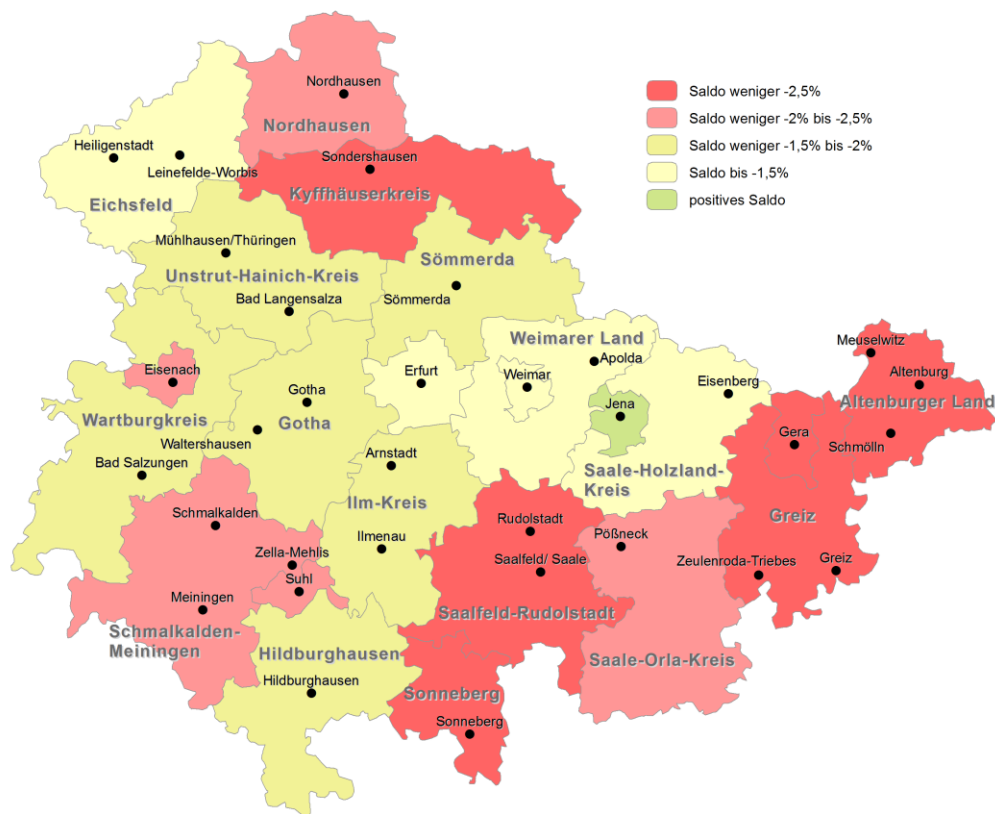 Nordhausen
Nordhausen
Saldo weniger -2,5%
Saldo weniger -2% bis -2,5%
Saldo weniger -1,5% bis -2%
Saldo bis -1,5%
positives Saldo
Heiligenstadt
Leinefelde-Worbis
Eichsfeld
Sondershausen
Kyffhäuserkreis
Mühlhausen/Thüringen
Unstrut-Hainich-Kreis
Bad Langensalza
Sömmerda
Sömmerda
Weimarer Land
Apolda
Meuselwitz
Altenburg
Altenburger Land
Schmölln
Eisenach
Wartburgkreis
Gotha
Gotha
Waltershausen
Bad Salzungen
Erfurt
Weimar
Jena
Eisenberg
Saale-Holzland-
Kreis
Gera
Greiz
Arnstadt
Ilm-Kreis
Ilmenau
Schmalkalden
Zella-Mehlis
Suhl
Meiningen
Schmalkalden-
Meiningen
Rudolstadt
Saalfeld/ Saale
Saalfeld-Rudolstadt
Pößneck
Zeulenroda-Triebes
Greiz
Saale-Orla-Kreis
Hildburghausen
Hildburghausen
Sonneberg
Sonneberg